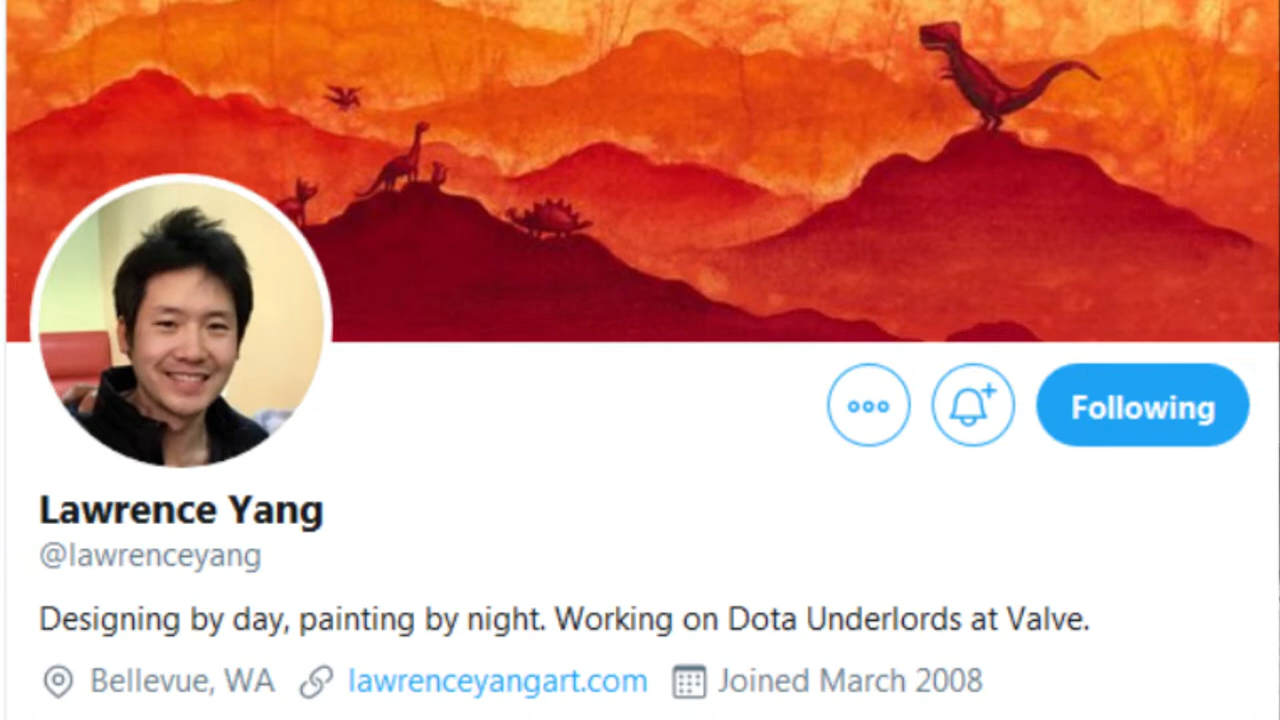 Following
Lawrence Yang
@lawrenceyang
Designing by day, painting by night. Working on Dota Underlords at Valve.
Bellevue, WA lawrenceyangart.com Joined March 2008